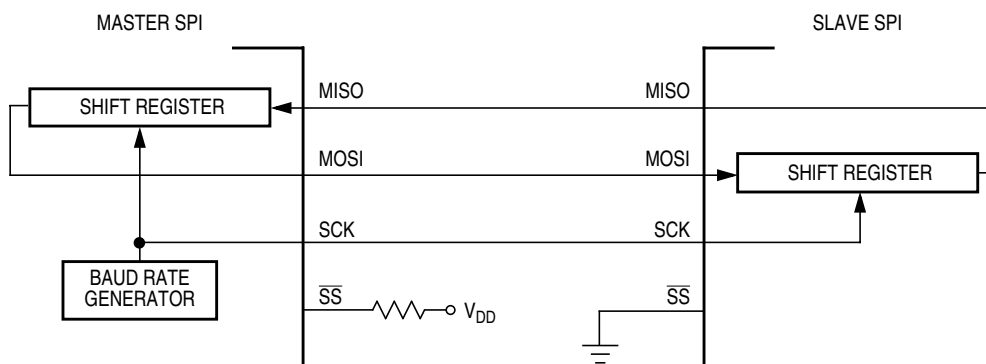 MASTER SPI
SLAVE SPI
SHIFT REGISTER
MISO
MISO
MOSI
MOSI
SHIFT REGISTER
SCK
SCK
BAUD RATE
GENERATOR
SS
VDD
SS